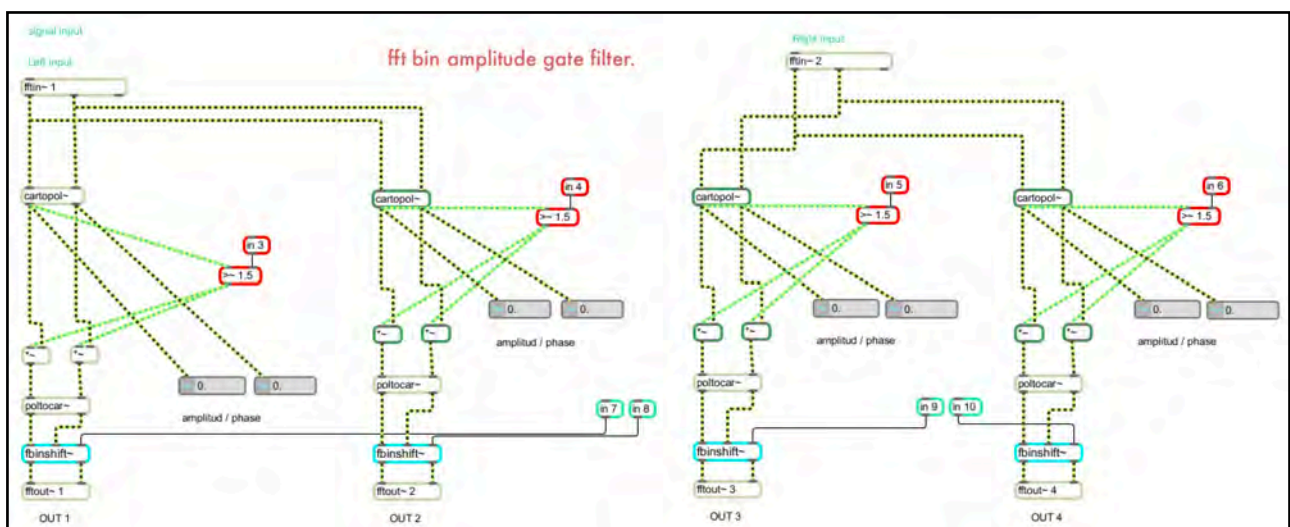 signal input
fft bin amplitude gate filter.
Left input
fftin~ 1
cartopol~
in 3
>~ 1.5
*~
*~
0.
0.
poltocar~
amplitud / phase
fbinshift~
fftout~ 1
OUT 1
cartopol~
in 4
>~ 1.5
0.
0.
*~
*~
amplitud / phase
poltocar~
in 7
in 8
fbinshift~
fftout~ 2
OUT 2
Right input
fftin~ 2
cartopol~
in 5
>~ 1.5
0.
0.
*~
*~
amplitud / phase
poltocar~
in 9
in 10
fbinshift~
fftout~ 3
OUT 3
cartopol~
in 6
>~ 1.5
0.
0.
*~
*~
amplitud / phase
poltocar~
fbinshift~
fftout~ 4
OUT 4